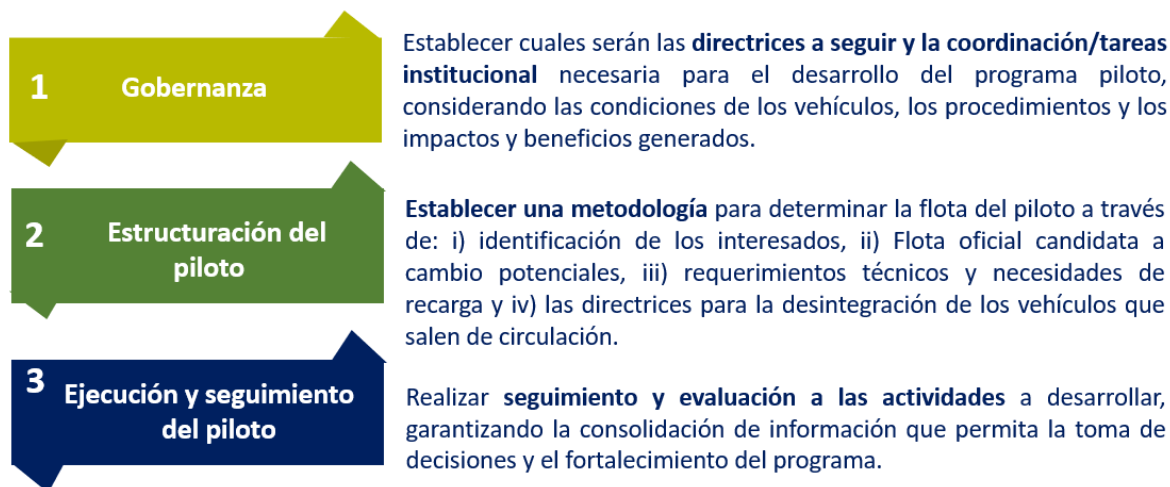 1
Gobernanza
Establecer cuales serán las directrices a seguir y la coordinación/tareas
institucional necesaria para el desarrollo del programa piloto,
considerando las condiciones de los vehículos, los procedimientos y los
impactos y beneficios generados.
2
Estructuración del
piloto
Establecer una metodología para determinar la flota del piloto a través
de: i) identificación de los interesados, ii) Flota oficial candidata a
cambio potenciales, iii) requerimientos técnicos y necesidades de
recarga y iv) las directrices para la desintegración de los vehículos que
salen de circulación.
3
Ejecución y seguimiento
del piloto
Realizar seguimiento y evaluación a las actividades a desarrollar,
garantizando la consolidación de información que permita la toma de
decisiones y el fortalecimiento del programa.